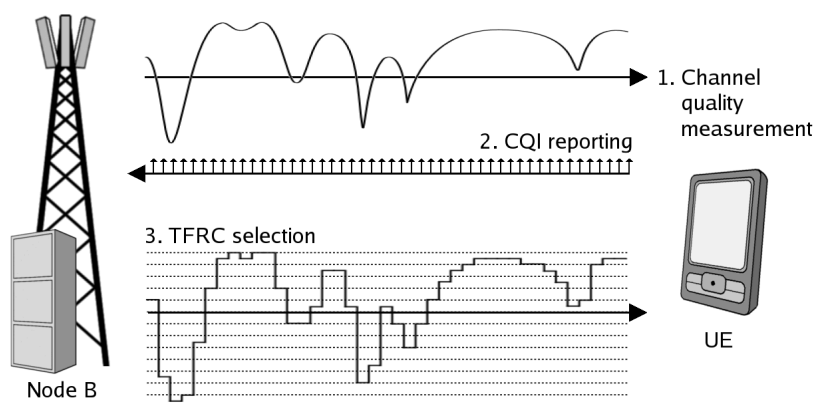 1. Channel
quality
measurement
2. CQI reporting
3. TFRC selection
UE
Node B